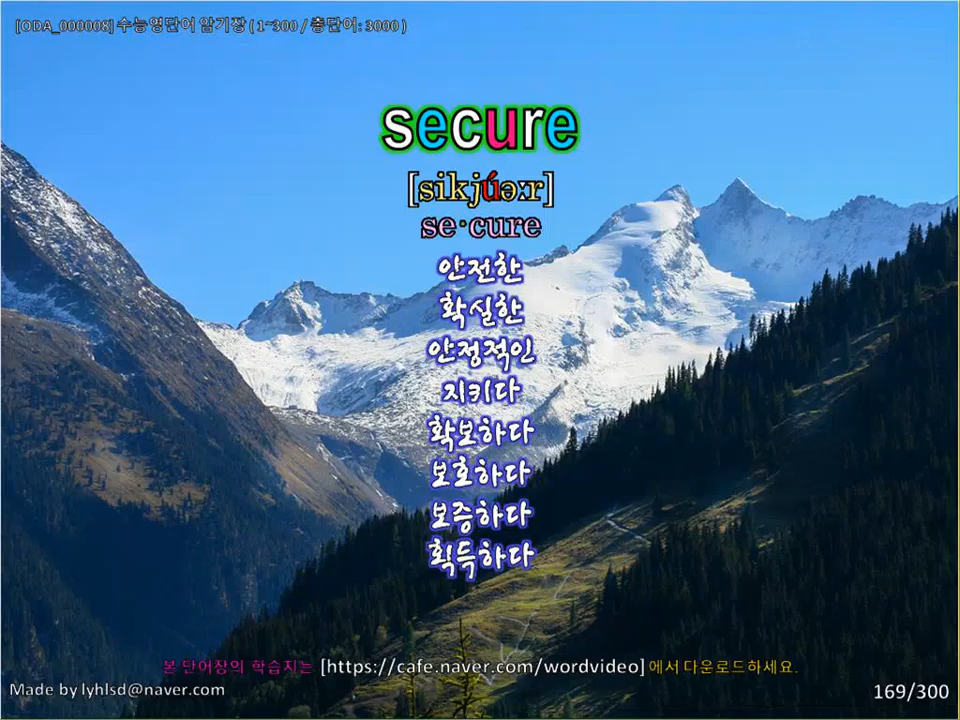 [ODA_000008] 수능영단어 암기장 ( 1~300 / 총단어: 3000 )
secure
[sikjúəːr]
se·cure
안전한
확실한
안정적인
지키다
확보하다
보호하다
보증하다
획득하다
본 단어장의 학습지는 [https://cafe.naver.com/wordvideo] 에서 다운로드하세요.
Made by lyhlsd@naver.com
169/300